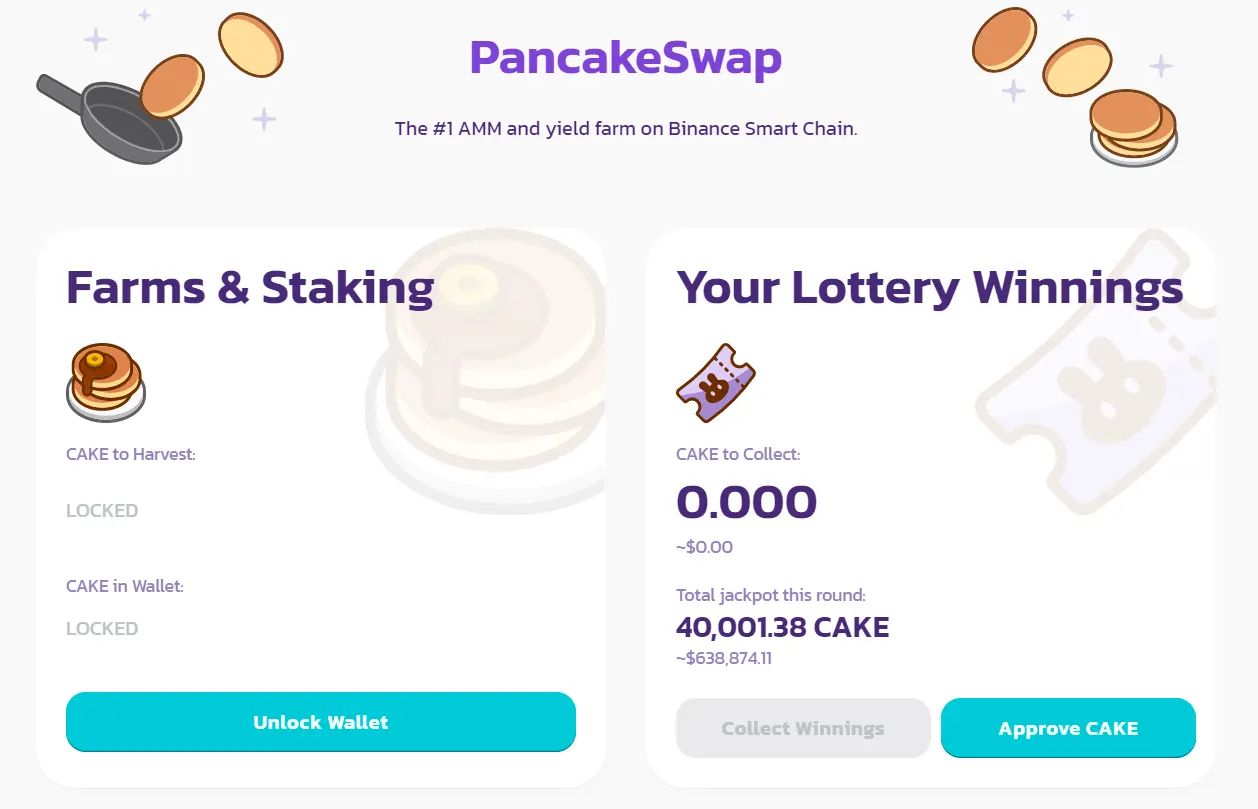 PancakeSwap
The #1 AMM and yield farm on Binance Smart Chain.
Farms & Staking
CAKE to Harvest:
LOCKED
CAKE in Wallet:
LOCKED
Unlock Wallet
Your Lottery Winnings
CAKE to Collect:
0.000
~$0.00
Total jackpot this round:
40,001.38 CAKE
~$638,874.11
Collect Winnings
Approve CAKE